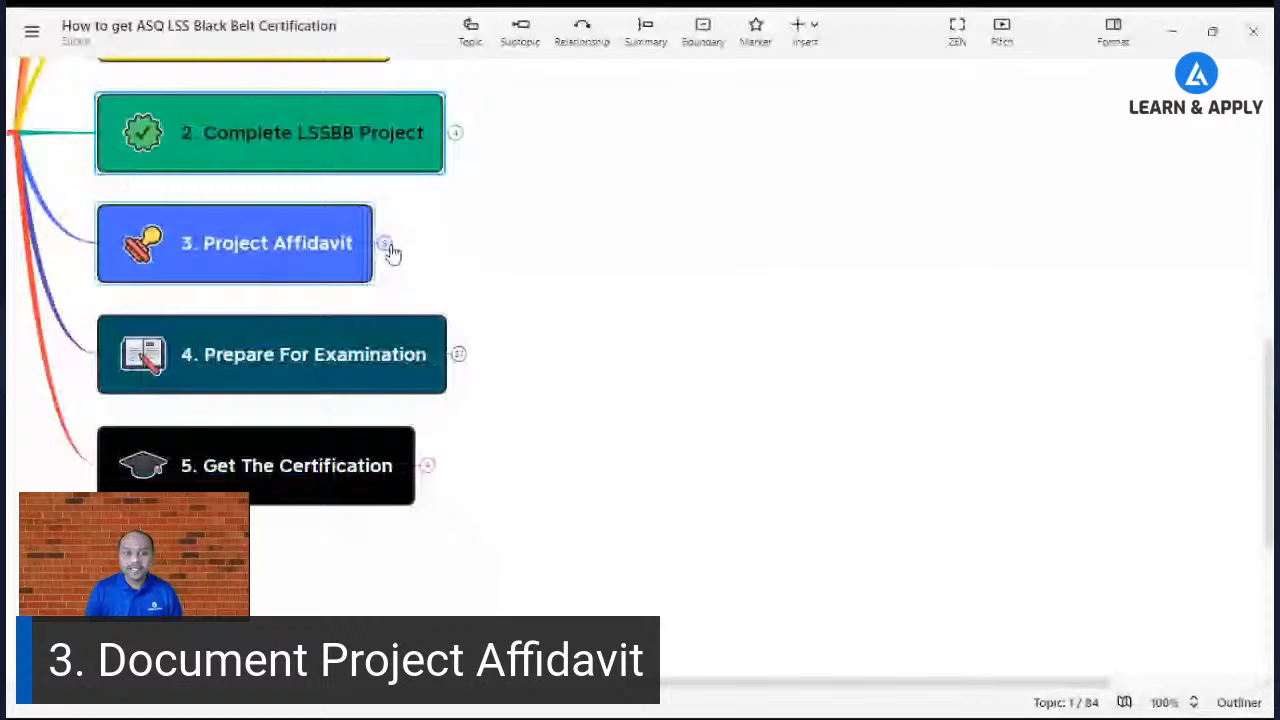 How to get ASQ LSS Black Belt Certification
Topic
Subtopic
Relationship
Summary
Boundary
Marker
Insert
ZEN
Pitch
Format
LEARN & APPLY
2. Complete LSSBB Project
3. Project Affidavit
4. Prepare For Examination
5. Get The Certification
3. Document Project Affidavit
Topic: 1 / 84
100%
Outliner